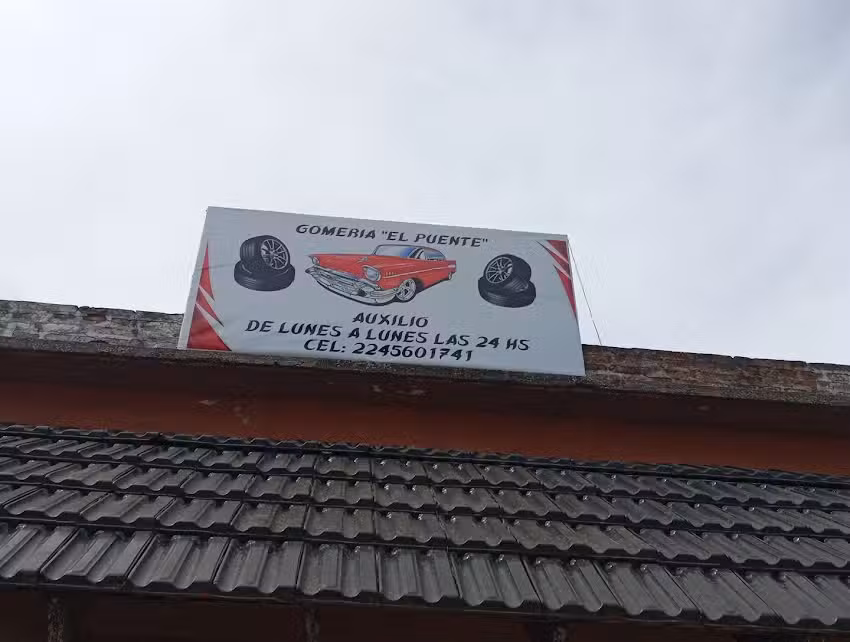 GOMERIA "EL PUENTE"
AUXILIO
DE LUNES A LUNES LAS 24 HS
CEL: 2245601741